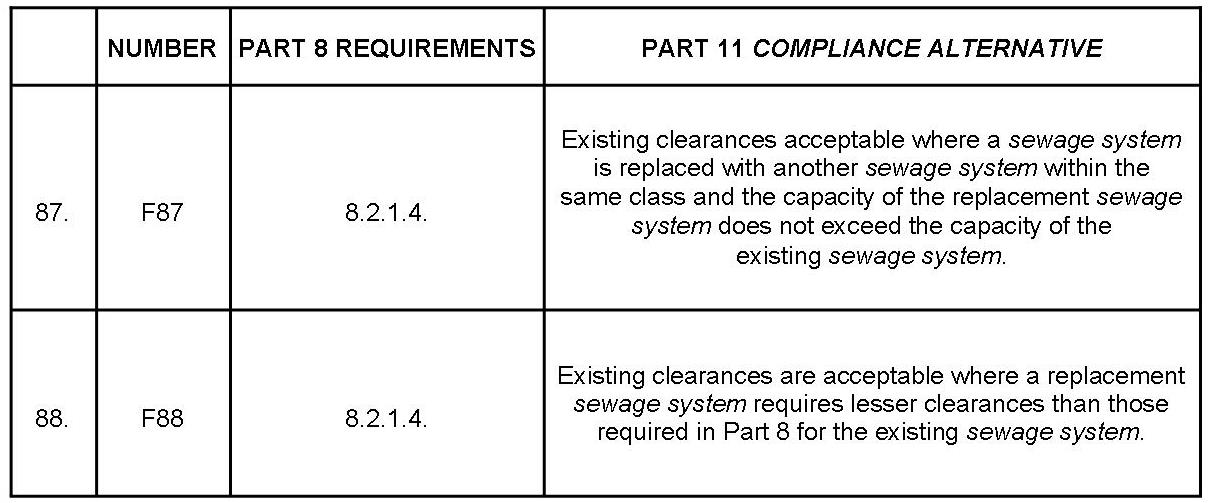 NUMBER PART 8 REQUIREMENTS PART 11 COMPLIANCE ALTERNATIVE
87. F87 8.2.1.4.
Existing clearances acceptable where a sewage system
is replaced with another sewage system within the
same class and the capacity of the replacement sewage
system does not exceed the capacity of the
existing sewage system.
88. F88 8.2.1.4.
Existing clearances are acceptable where a replacement
sewage system requires lesser clearances than those
required in Part 8 for the existing sewage system.